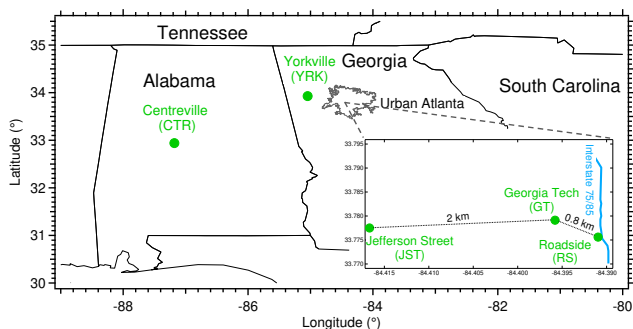 Tennessee
Yorkville
(YRK)
Georgia
Alabama
South Carolina
Centreville
(CTR)
Urban Atlanta
Latitude (°)
35
34
33
32
31
30
33.795
33.790
33.785
33.780
33.775
33.770
Interstate 75/85
Georgia Tech
(GT)
2 km
0.8 km
Jefferson Street
(JST)
Roadside
(RS)
-84.415
-84.410
-84.405
-84.400
-84.395
-84.390
-88
-86
-84
-82
-80
Longitude (°)